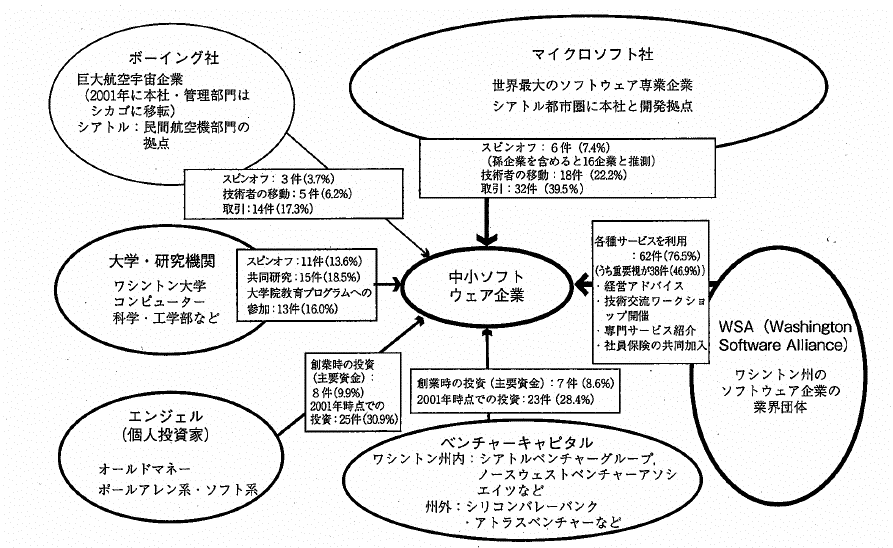 ボーイング社
巨大航空宇宙企業
（2001年に本社・管理部門は
シカゴに移転）
シアトル：民間航空機部門の
拠点
マイクロソフト社
世界最大のソフトウェア専業企業
シアトル都市圏に本社と開発拠点
スピンオフ：3件(3.7%)
技術者の移動：5件(6.2%)
取引：14件(17.3%)
スピンオフ：6件(7.4%)
（孫企業を含めると16企業と推測）
技術者の移動：18件(22.2%)
取引：32件(39.5%)
大学・研究機関
ワシントン大学
コンピューター
科学・工学部など
スピンオフ：11件(13.6%)
共同研究：15件(18.5%)
大学院教育プログラムへの
参加：13件(16.0%)
中小ソフト
ウェア企業
各種サービスを利用
：62件(76.5%)
(うち重要視が38件(46.9%))
・経営アドバイス
・技術交流ワークショ
ップ開催
・専門サービス紹介
・社員保険の共同加入
WSA（Washington
Software Alliance）
ワシントン州の
ソフトウェア企業の
業界団体
エンジェル
（個人投資家）
オールドマネー
ポールアレン系・ソフト系
創業時の投資
（主要資金）：
8件(9.9%)
2001年時点での
投資：25件(30.9%)
創業時の投資（主要資金）：7件(8.6%)
2001年時点での投資：23件(28.4%)
ベンチャーキャピタル
ワシントン州内：シアトルベンチャーグループ，
ノースウェストベンチャーアソシ
エイツなど
州外：シリコンバレーバンク
・アトラスベンチャーなど